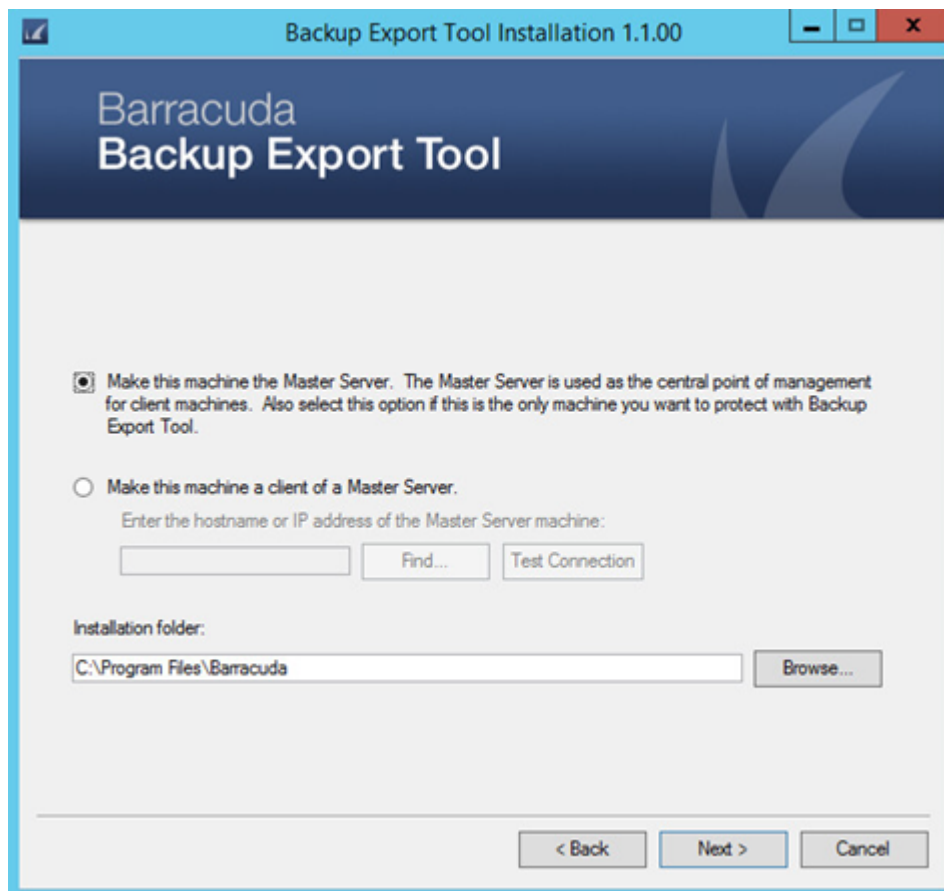 Backup Export Tool Installation 1.1.00
Barracuda
Backup Export Tool
Make this machine the Master Server. The Master Server is used as the central point of management
for client machines. Also select this option if this is the only machine you want to protect with Backup
Export Tool.
Make this machine a client of a Master Server.
Enter the hostname or IP address of the Master Server machine:
Find...
Test Connection
Installation folder:
C:\Program Files\Barracuda
Browse...
< Back
Next >
Cancel